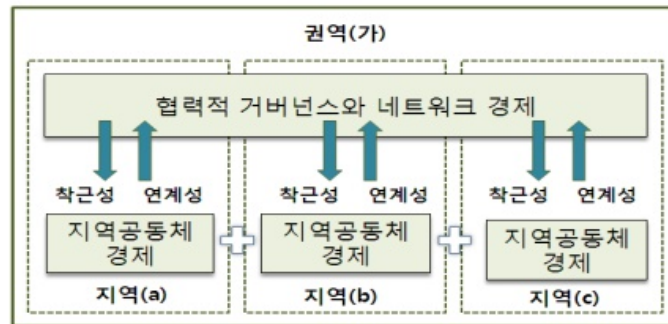 권역(가)
협력적 거버넌스와 네트워크 경제
착근성 연계성 착근성 연계성 착근성 연계성
지역공동체 지역공동체 지역공동체
경제 경제 경제
지역(a) 지역(b) 지역(c)